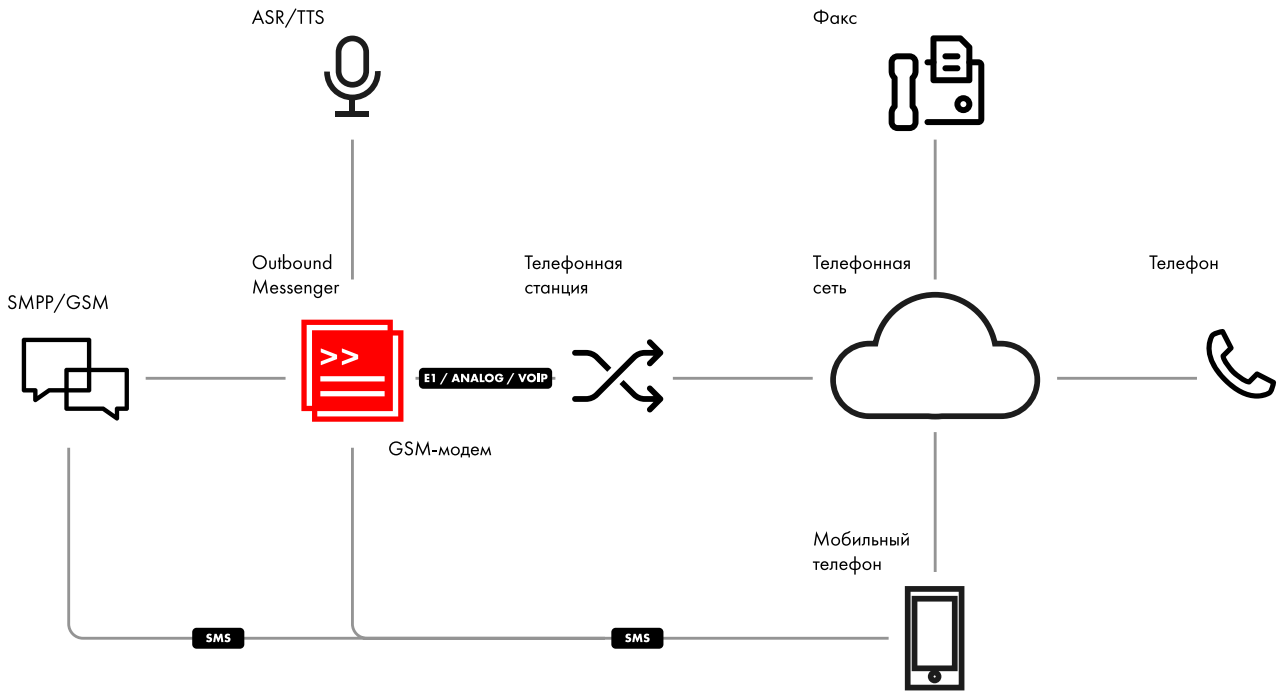 ASR/TTS
Факс
Outbound
Messenger
Телефонная
станция
Телефонная
сеть
Телефон
SMPP/GSM
>>
E1 / ANALOG / VOIP
GSM-модем
Мобильный
телефон
SMS
SMS